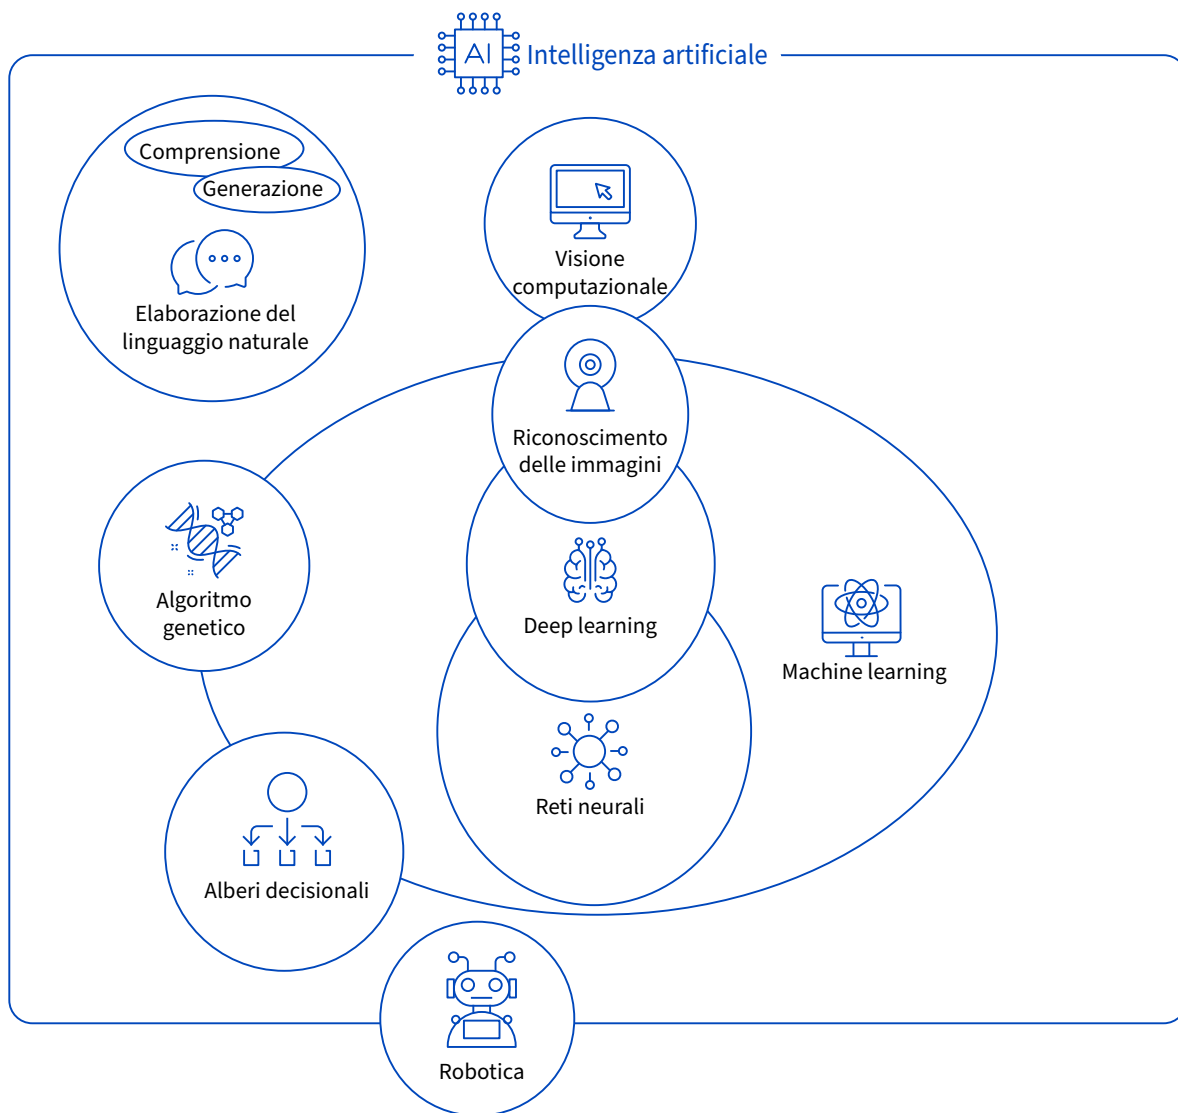 AI Intelligenza artificiale
Comprensione
Generazione
Elaborazione del
linguaggio naturale
Visione
computazionale
Riconoscimento
delle immagini
Algoritmo
genetico
Deep learning
Machine learning
Reti neurali
Alberi decisionali
Robotica